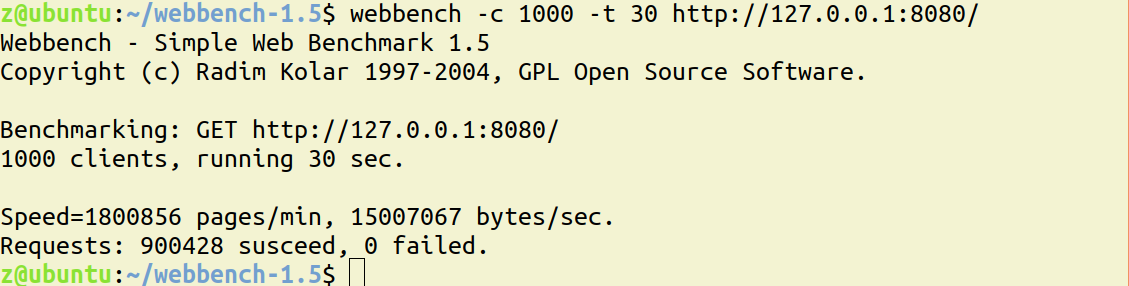 z@ubuntu:~/webbench-1.5$ webbench -c 1000 -t 30 http://127.0.0.1:8080/
Webbench - Simple Web Benchmark 1.5
Copyright (c) Radim Kolar 1997-2004, GPL Open Source Software.
Benchmarking: GET http://127.0.0.1:8080/
1000 clients, running 30 sec.
Speed=1800856 pages/min, 15007067 bytes/sec.
Requests: 900428 susceed, 0 failed.
z@ubuntu:~/webbench-1.5$